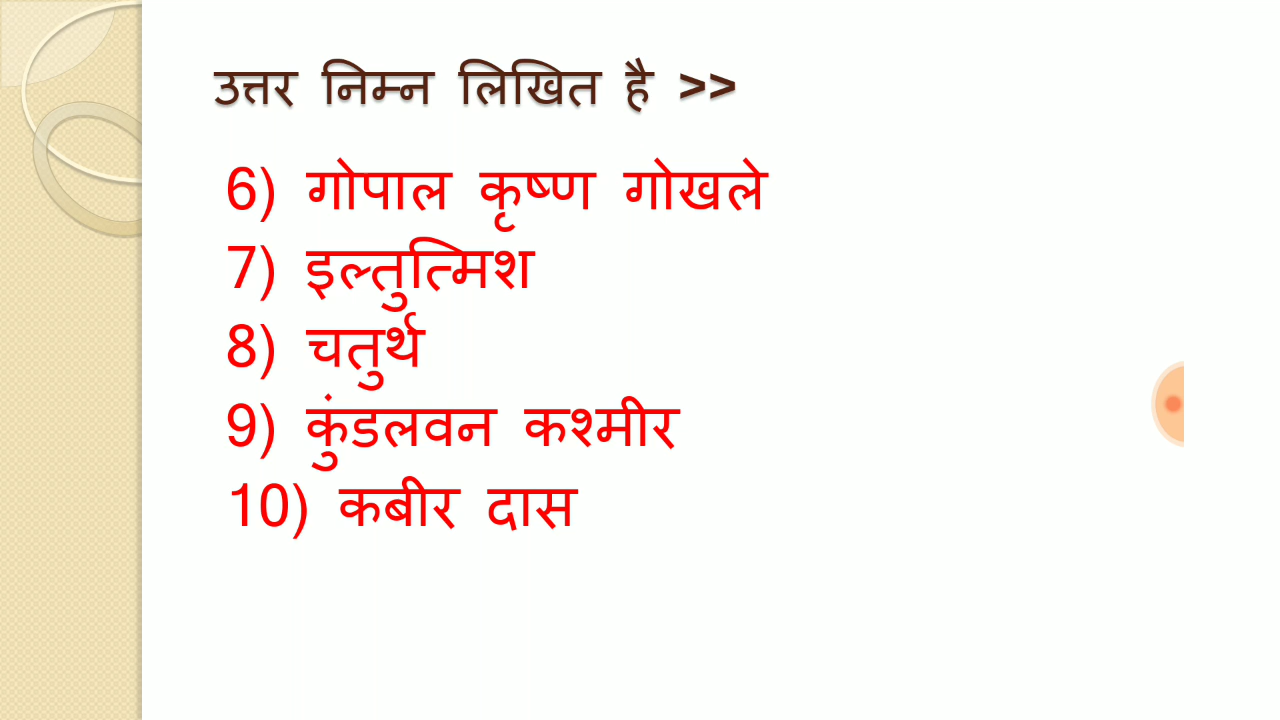 उत्तर निम्न लिखित है >>
6) गोपाल कृष्ण गोखले
7) इल्तुत्मिश
8) चतुर्थ
9) कुंडलवन कश्मीर
10) कबीर दास